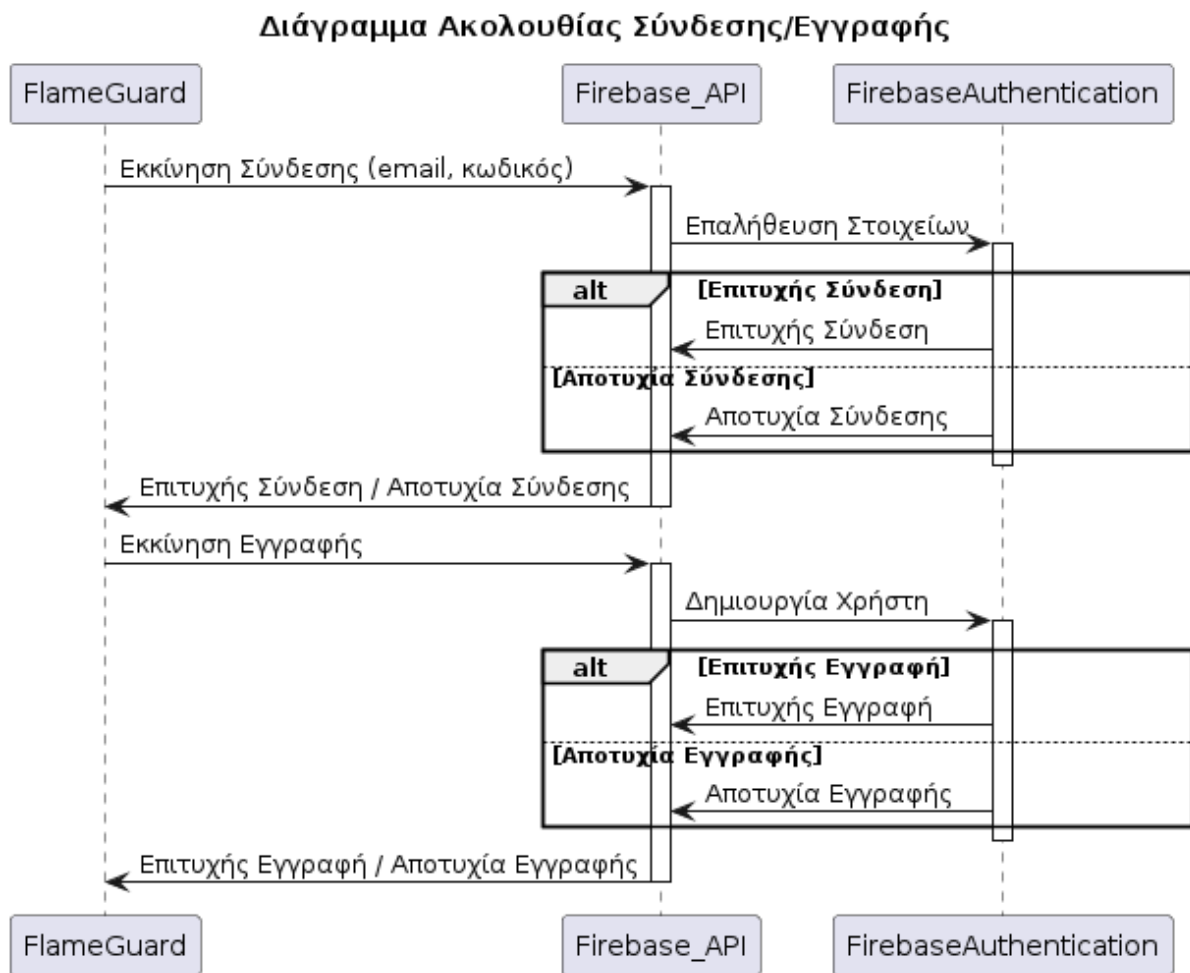 Διάγραμμα Ακολουθίας Σύνδεσης/Εγγραφής
FlameGuard
Firebase_API
FirebaseAuthentication
Εκκίνηση Σύνδεσης (email, κωδικός)
Επαλήθευση Στοιχείων
alt
[Επιτυχής Σύνδεση]
Επιτυχής Σύνδεση
[Αποτυχία Σύνδεσης]
Αποτυχία Σύνδεσης
Επιτυχής Σύνδεση / Αποτυχία Σύνδεσης
Εκκίνηση Εγγραφής
Δημιουργία Χρήστη
alt
[Επιτυχής Εγγραφή]
Επιτυχής Εγγραφή
[Αποτυχία Εγγραφής]
Αποτυχία Εγγραφής
Επιτυχής Εγγραφή / Αποτυχία Εγγραφής
FlameGuard
Firebase_API
FirebaseAuthentication